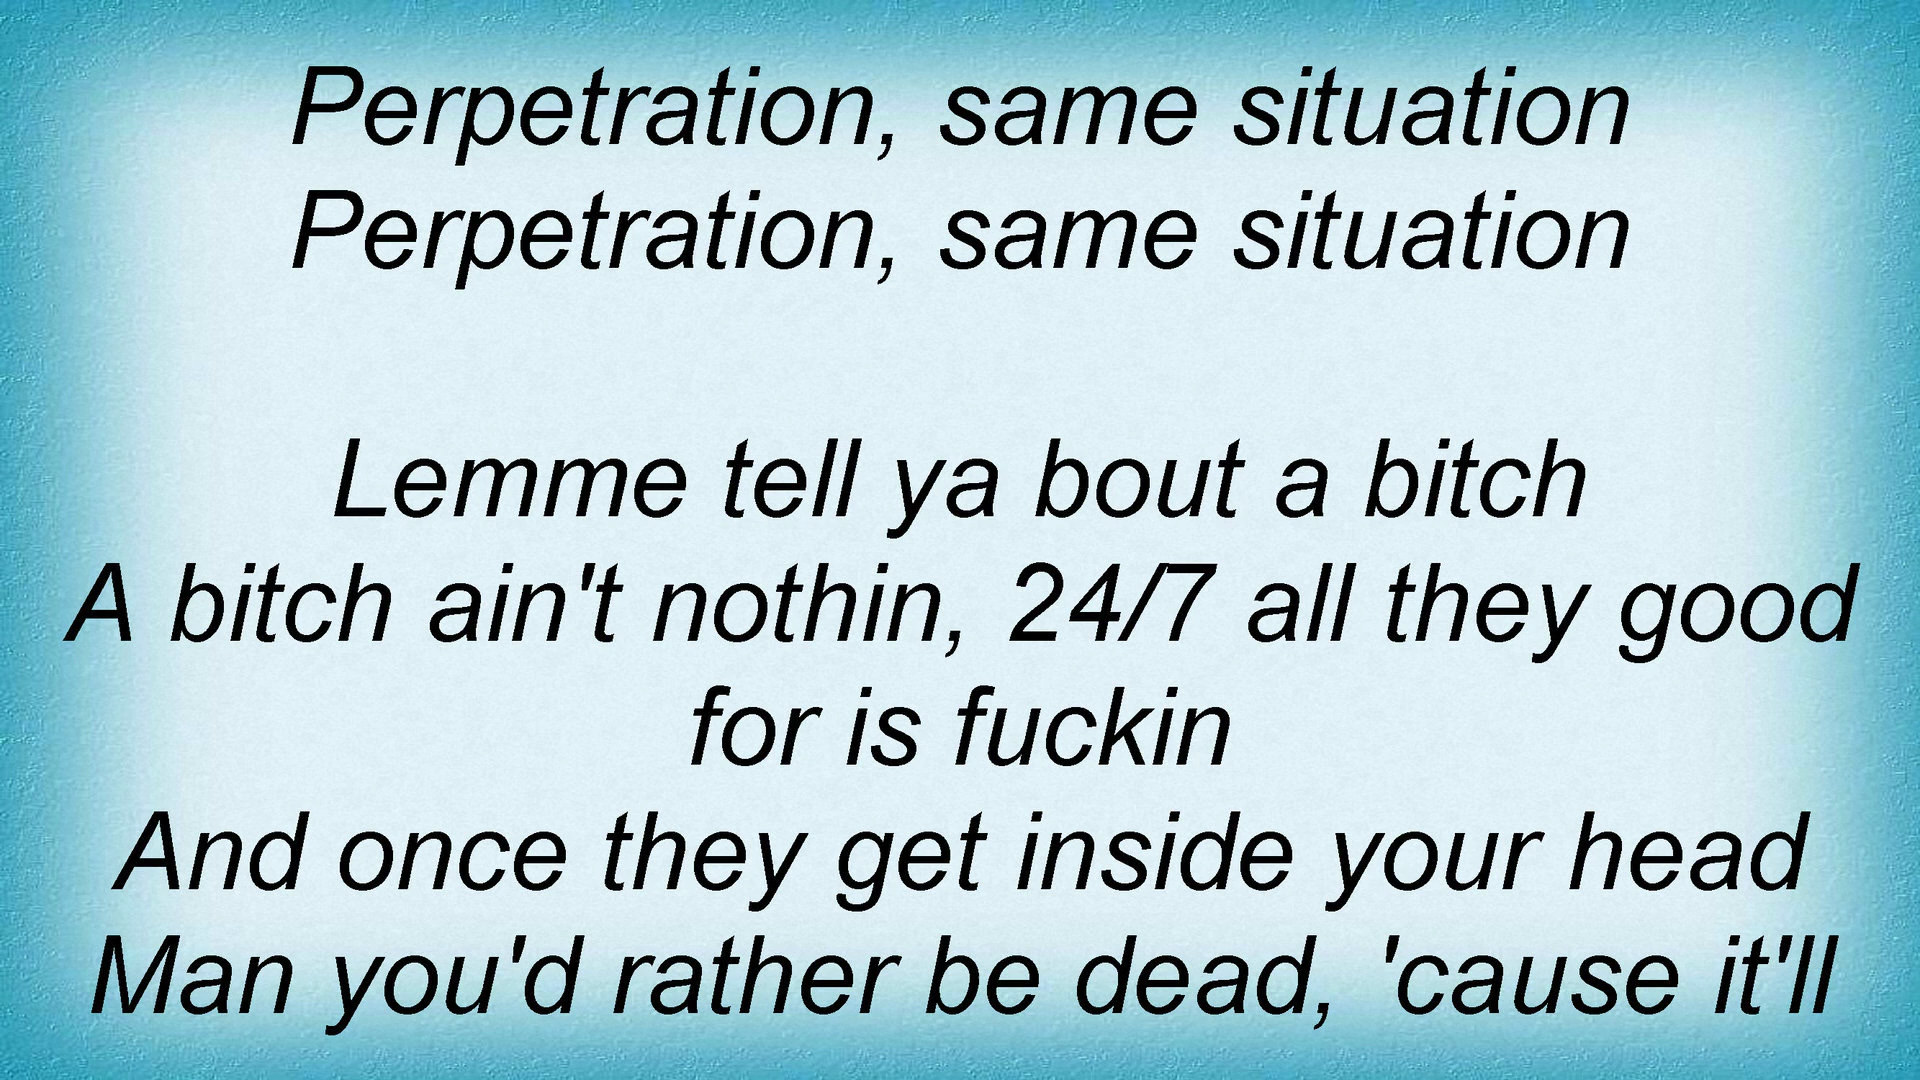 Perpetration, same situation
Perpetration, same situation
Lemme tell ya bout a bitch
A bitch ain't nothin, 24/7 all they good
for is fuckin
And once they get inside your head
Man you'd rather be dead, 'cause it'll